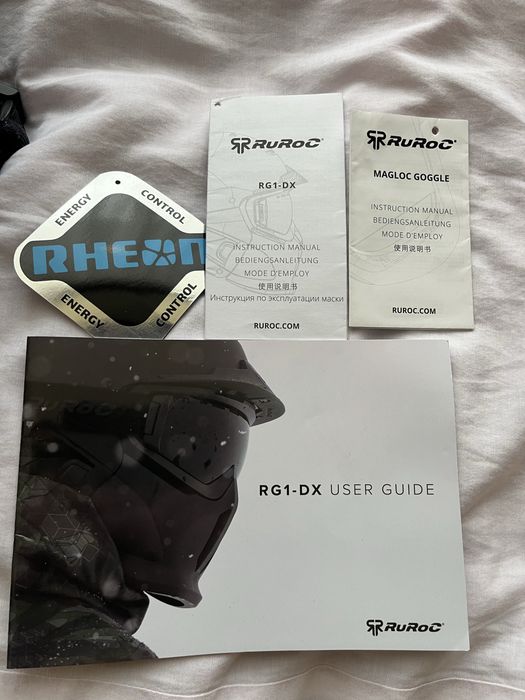 ENERGY
CONTROL
RHEON
ENERGY
CONTROL
RUROC
RG1-DX
INSTRUCTION MANUAL
BEDIENGSANLEITUNG
MODE D'EMPLOY
使用说明书
Инструкция по эксплуатации маски
RUROC.COM
RUROC
MAGLOC GOGGLE
INSTRUCTION MANUAL
BEDIENGSANLEITUNG
MODE D'EMPLOY
使用说明书
RUROC.COM
RUROC
RG1-DX USER GUIDE
RUROC